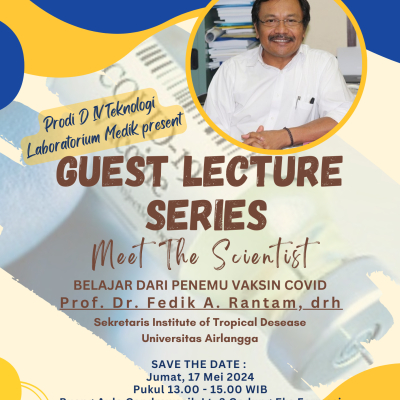 Prodi D IV Teknologi
Laboratorium Medik present
GUEST LECTURE
SERIES
Meet The Scientist
BELAJAR DARI PENEMU VAKSIN COVID
Prof. Dr. Fedik A. Rantam, drh
Sekretaris Institute of Tropical Desease
Universitas Airlangga
SAVE THE DATE :
Jumat, 17 Mei 2024
Pukul 13.00 - 15.00 WIB